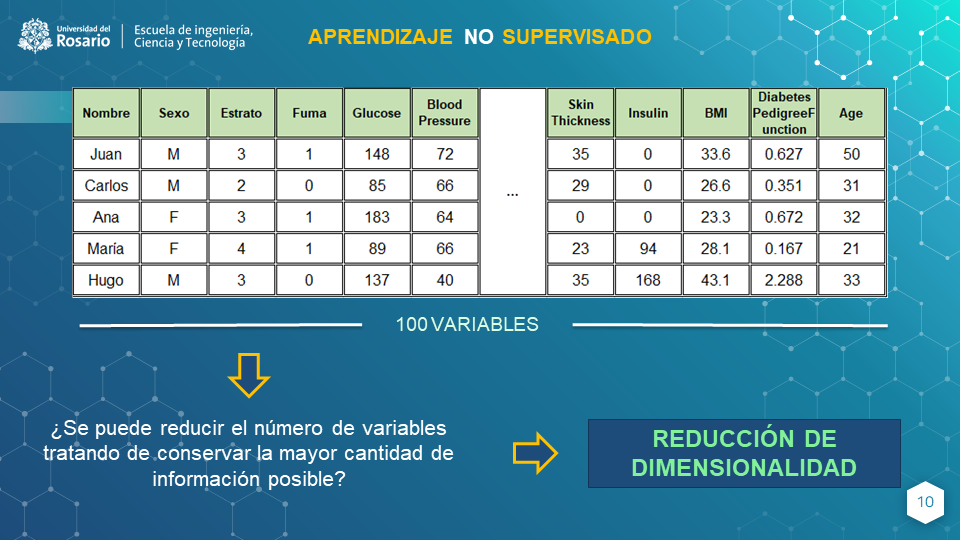 Universidad del
Rosario
Escuela de ingeniería,
Ciencia y Tecnología
APRENDIZAJE NO SUPERVISADO
Nombre Sexo Estrato Fuma Glucose Blood Pressure Skin Thickness Insulin BMI Diabetes PedigreeFunction Age
Juan M 3 1 148 72 35 0 33.6 0.627 50
Carlos M 2 0 85 66 ... 29 0 26.6 0.351 31
Ana F 3 1 183 64 0 0 23.3 0.672 32
María F 4 1 89 66 23 94 28.1 0.167 21
Hugo M 3 0 137 40 35 168 43.1 2.288 33
100 VARIABLES
¿Se puede reducir el número de variables
tratando de conservar la mayor cantidad de
información posible?
REDUCCIÓN DE
DIMENSIONALIDAD
10